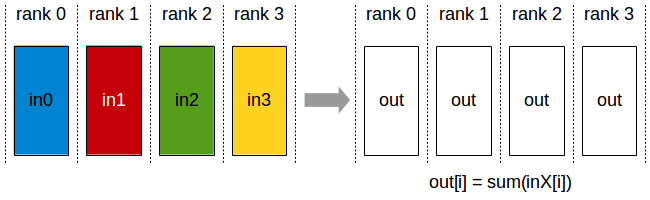 rank 0 rank 1 rank 2 rank 3 rank 0 rank 1 rank 2 rank 3
in0 in1 in2 in3 out out out out
out[i] = sum(inX[i])